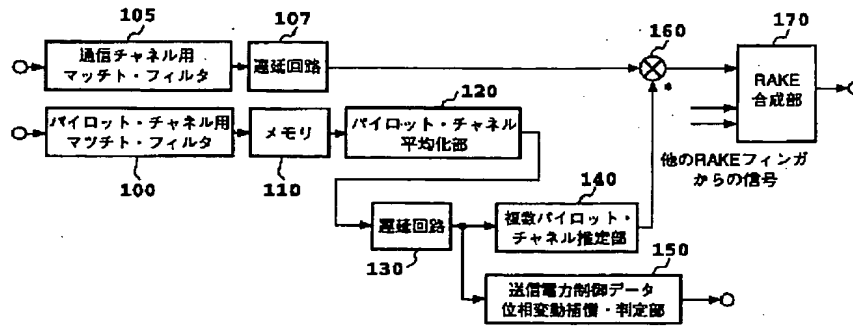 105
通信チャネル用
マッチト・フィルタ
107
遅延回路
160
*
170
RAKE
合成部
パイロット・チャネル用
マツチト・フィルタ
100
メモリ
110
120
パイロット・チャネル
平均化部
他のRAKEフィンガ
からの信号
遅延回路
130
140
複数パイロット・
チャネル推定部
150
送信電力制御データ
位相変動補償・判定部